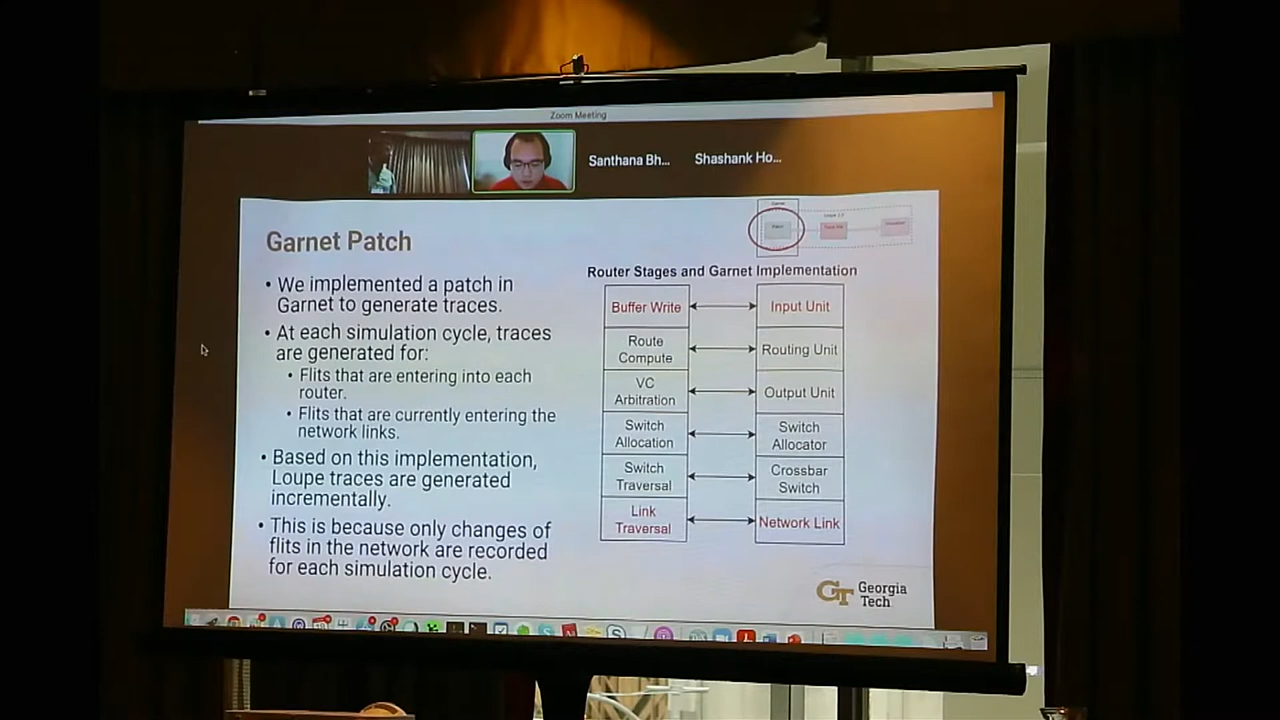 Zoom Meeting
Santhana Bh...
Shashank Ho...
Garnet Patch
• We implemented a patch in
Garnet to generate traces.
• At each simulation cycle, traces
are generated for:
• Flits that are entering into each
router.
• Flits that are currently entering the
network links.
• Based on this implementation,
Loupe traces are generated
incrementally.
• This is because only changes of
flits in the network are recorded
for each simulation cycle.
Router Stages and Garnet Implementation
Buffer Write
Input Unit
Route
Compute
Routing Unit
VC
Arbitration
Output Unit
Switch
Allocation
Switch
Allocator
Switch
Traversal
Crossbar
Switch
Link
Traversal
Network Link
GT Georgia
Tech